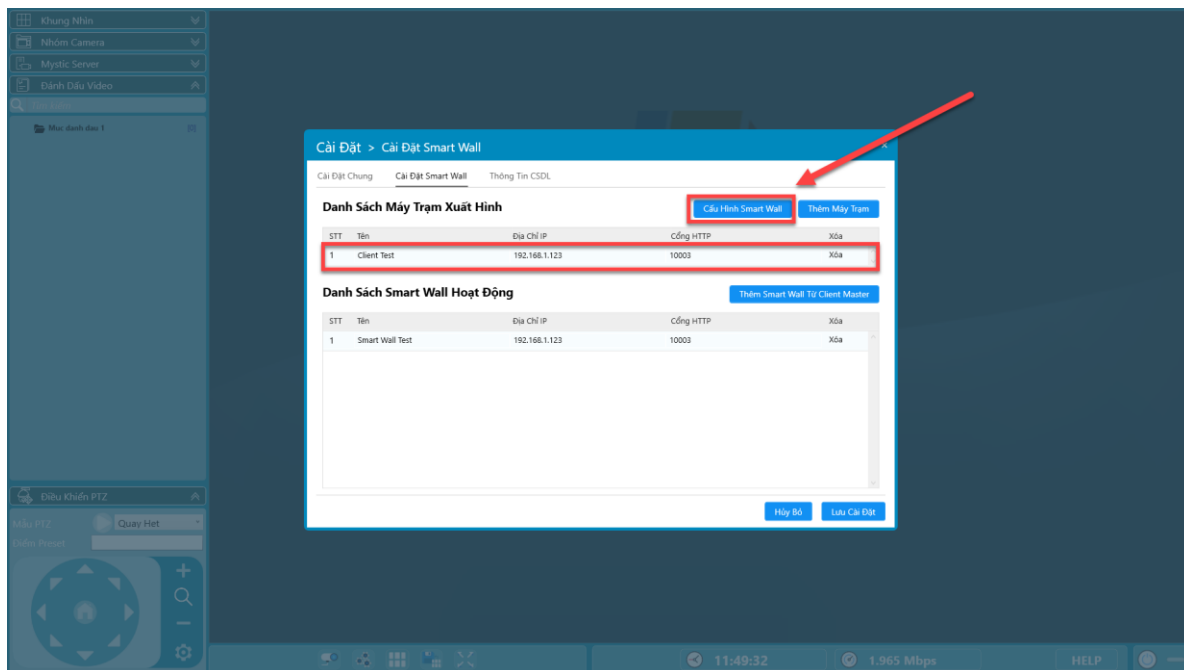 Khung Nhìn
Nhóm Camera
Mystic Server
Đánh Dấu Video
Tìm kiếm
Muc danh dau 1
Cài Đặt > Cài Đặt Smart Wall
x
Cài Đặt Chung Cài Đặt Smart Wall Thông Tin CSDL
Danh Sách Máy Trạm Xuất Hình
Cấu Hình Smart Wall Thêm Máy Trạm
STT Tên Địa Chỉ IP Cổng HTTP Xóa
1 Client Test 192.168.1.123 10003 Xóa
Danh Sách Smart Wall Hoạt Động
Thêm Smart Wall Từ Client Master
STT Tên Địa Chỉ IP Cổng HTTP Xóa
1 Smart Wall Test 192.168.1.123 10003 Xóa
Hủy Bỏ Lưu Cài Đặt
Điều Khiển PTZ
Mẫu PTZ Quay Het
Điểm Preset
11:49:32 1.965 Mbps HELP